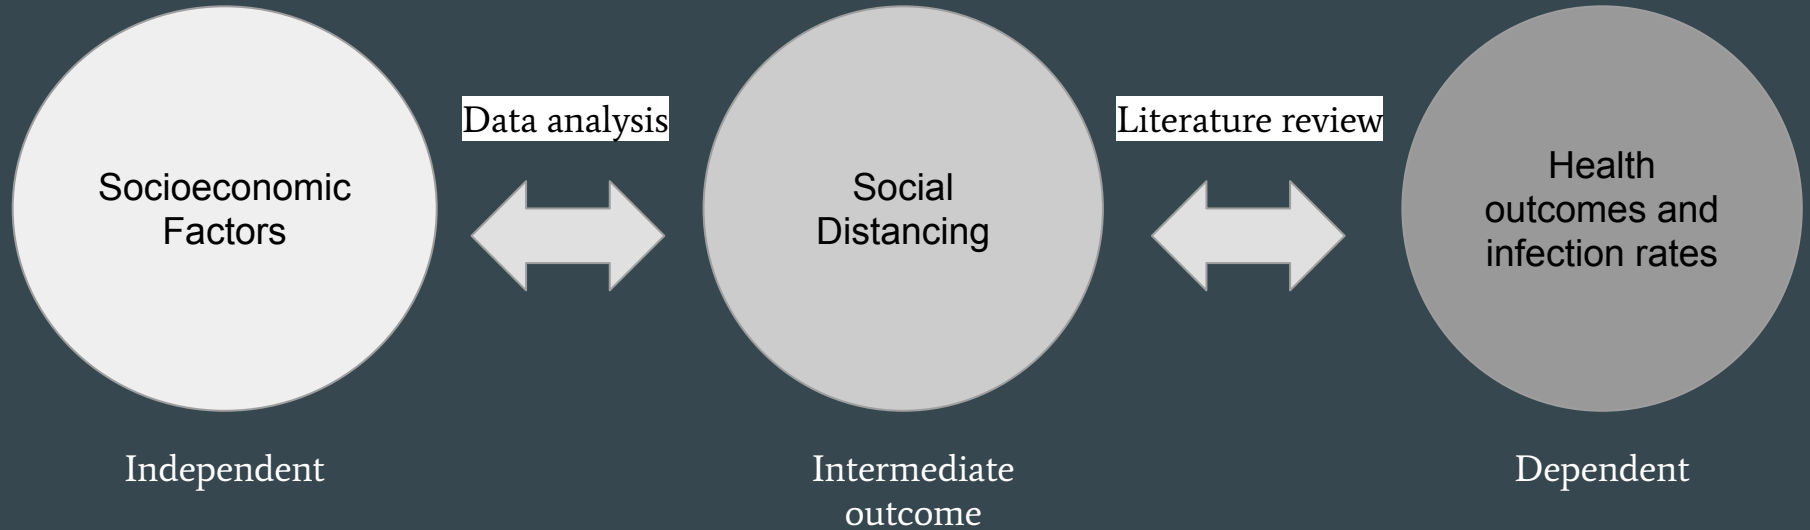 Data analysis
Literature review
Socioeconomic
Factors
Social
Distancing
Health
outcomes and
infection rates
Independent
Intermediate
outcome
Dependent